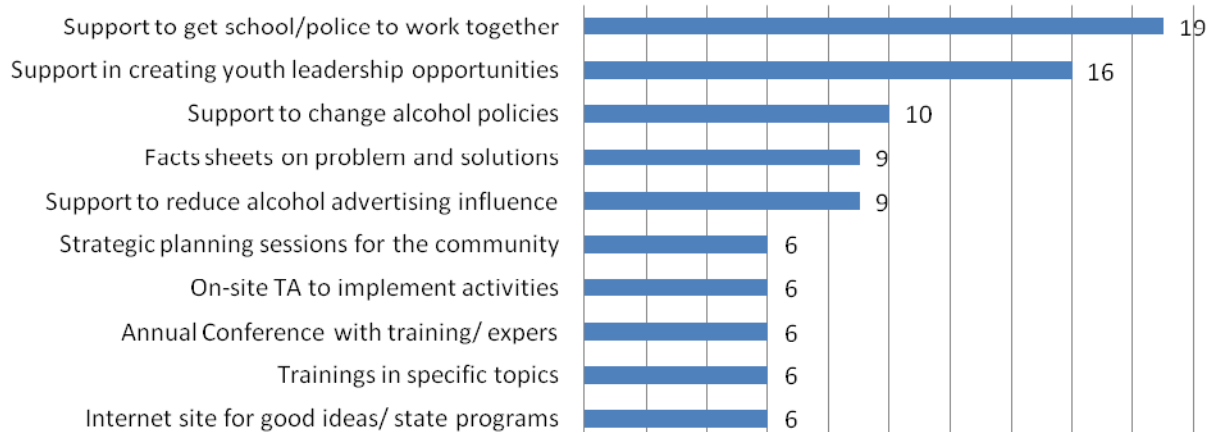 Support to get school/police to work together 19
Support in creating youth leadership opportunities 16
Support to change alcohol policies 10
Facts sheets on problem and solutions 9
Support to reduce alcohol advertising influence 9
Strategic planning sessions for the community 6
On-site TA to implement activities 6
Annual Conference with training/ expers 6
Trainings in specific topics 6
Internet site for good ideas/ state programs 6